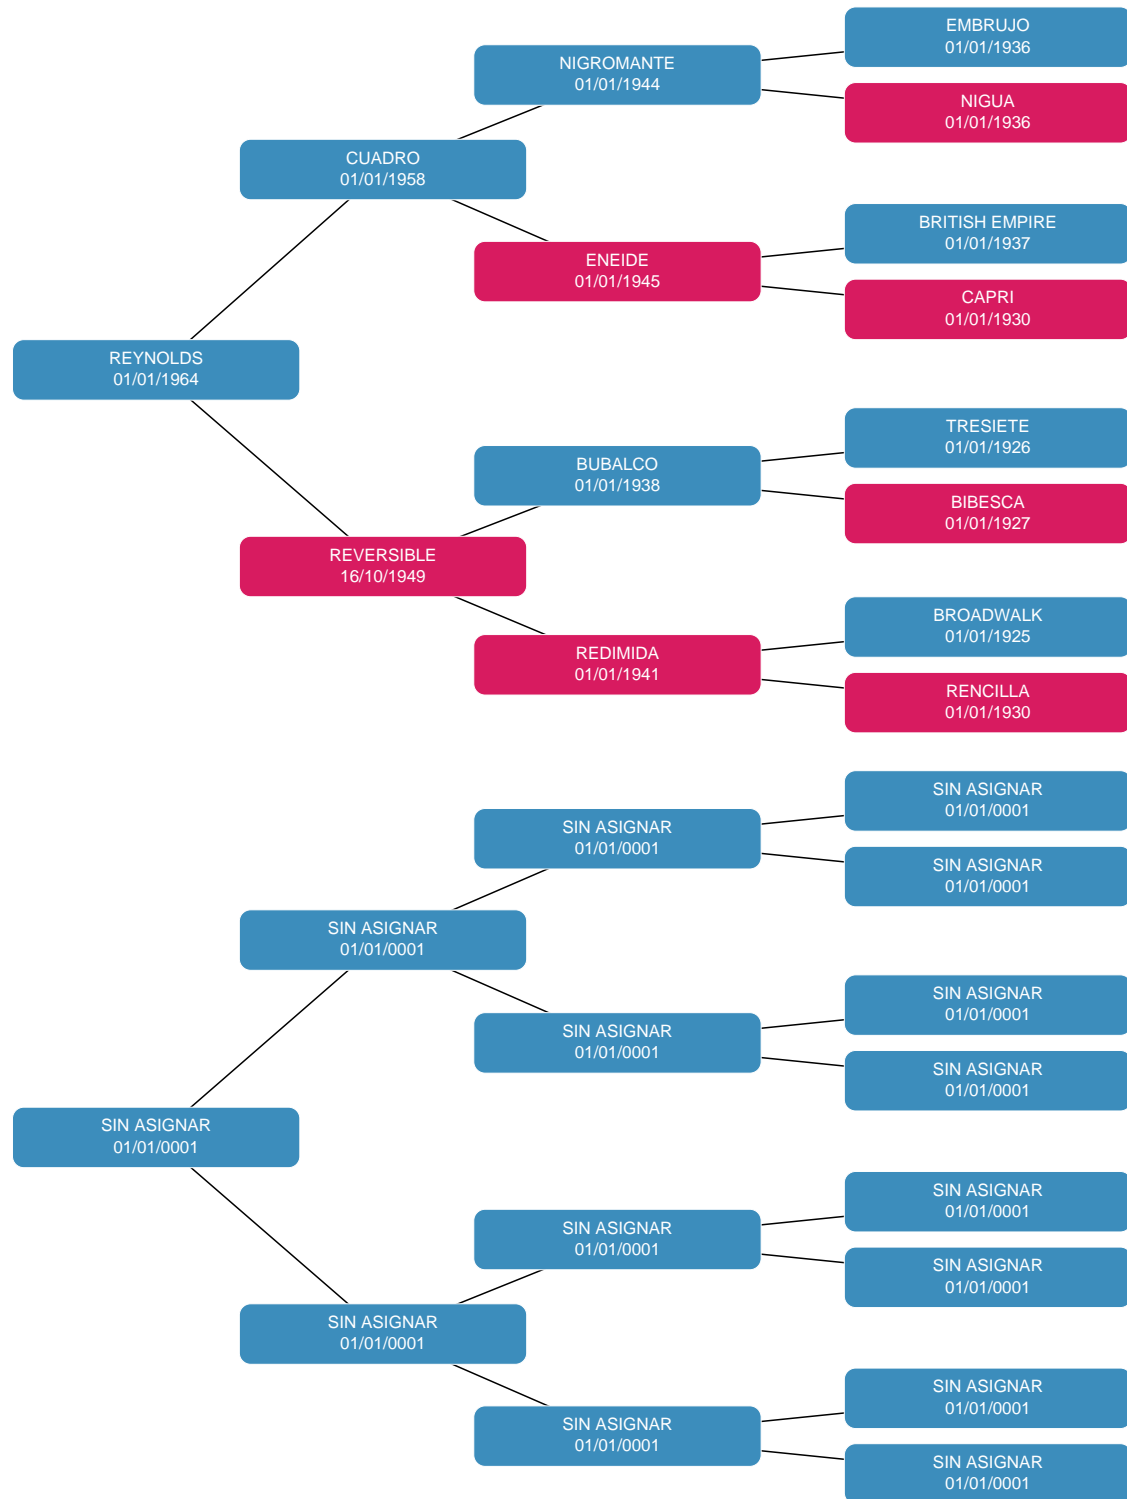 EMBRUJO
01/01/1936
NIGROMANTE
01/01/1944
NIGUA
01/01/1936
CUADRO
01/01/1958
BRITISH EMPIRE
01/01/1937
ENEIDE
01/01/1945
CAPRI
01/01/1930
REYNOLDS
01/01/1964
TRESIETE
01/01/1926
BUBALCO
01/01/1938
BIBESCA
01/01/1927
REVERSIBLE
16/10/1949
BROADWALK
01/01/1925
REDIMIDA
01/01/1941
RENCILLA
01/01/1930
SIN ASIGNAR
01/01/0001
SIN ASIGNAR
01/01/0001
SIN ASIGNAR
01/01/0001
SIN ASIGNAR
01/01/0001
SIN ASIGNAR
01/01/0001
SIN ASIGNAR
01/01/0001
SIN ASIGNAR
01/01/0001
SIN ASIGNAR
01/01/0001
SIN ASIGNAR
01/01/0001
SIN ASIGNAR
01/01/0001
SIN ASIGNAR
01/01/0001
SIN ASIGNAR
01/01/0001
SIN ASIGNAR
01/01/0001
SIN ASIGNAR
01/01/0001
SIN ASIGNAR
01/01/0001